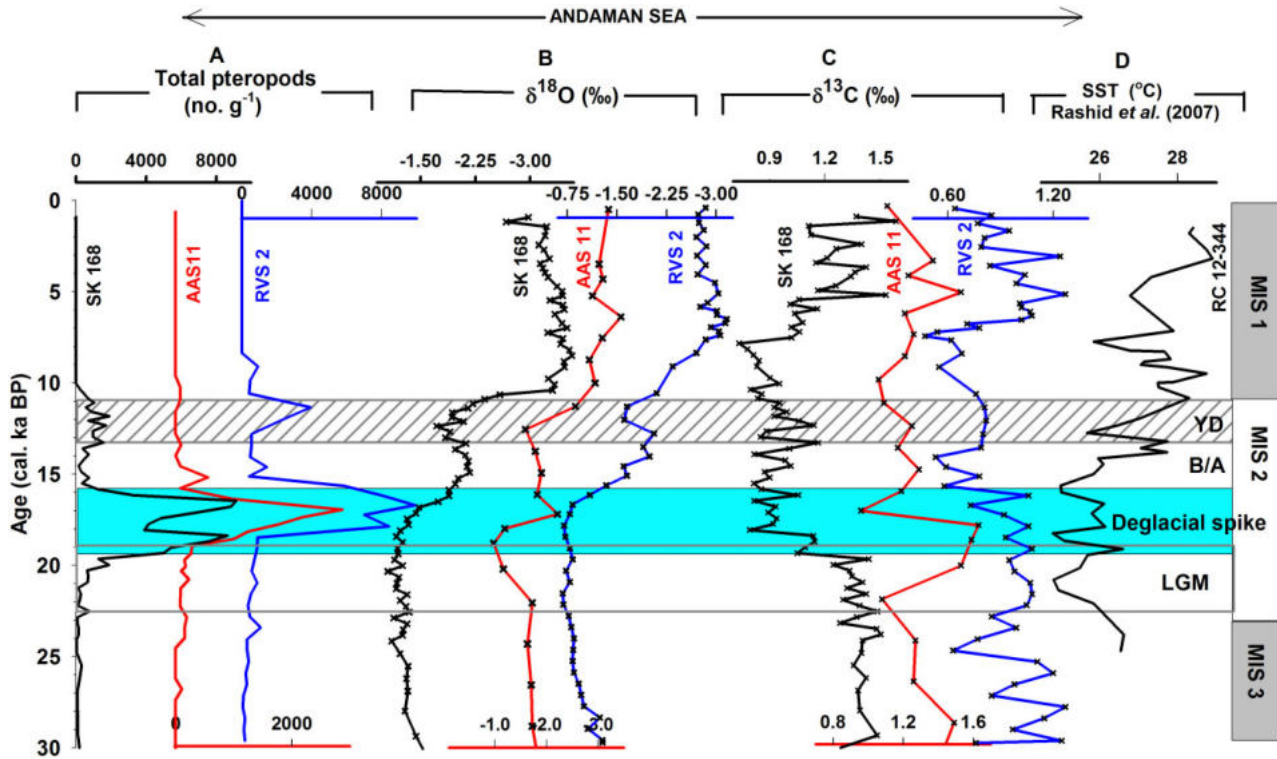 ANDAMAN SEA
A B C D
Total pteropods (no. g⁻¹)
δ¹⁸O (‰)
δ¹³C (‰)
SST (°C)
Rashid et al. (2007)
0 4000 8000
-1.50 -2.25 -3.00
0.9 1.2 1.5
26 28
0 4000 8000
-0.75 -1.50 -2.25 -3.00
0.60 1.20
SK 168
AAS11
RVS 2
SK 168
AAS 11
RVS 2
SK 168
AAS 11
RVS 2
RC 12-344
Age (cal. ka BP)
0
5
10
15
20
25
30
MIS 1
YD
MIS 2
B/A
Deglacial spike
LGM
MIS 3
0 2000
-1.0 -2.0 -3.0
0.8 1.2 1.6